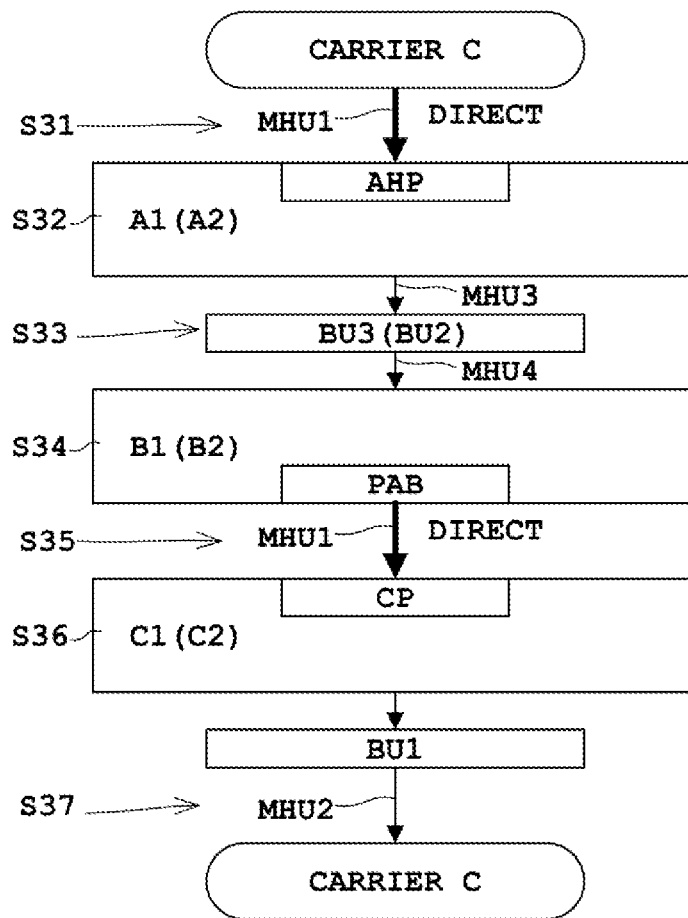 CARRIER C
S31 MHU1 DIRECT
AHP
S32 A1(A2)
MHU3
S33 BU3(BU2)
MHU4
S34 B1(B2)
PAB
S35 MHU1 DIRECT
CP
S36 C1(C2)
BU1
S37 MHU2
CARRIER C